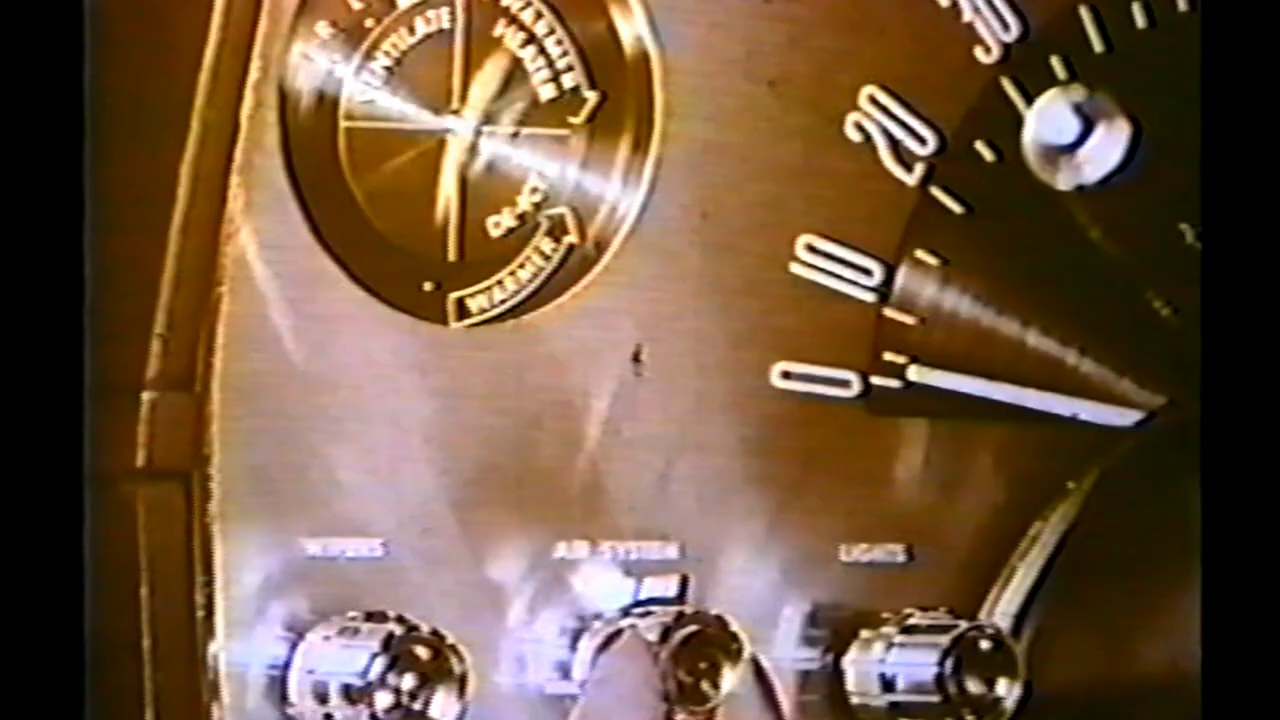 VENTILATE
WARMER
HEATER
DE-ICE
WARMER
30
20
10
0
WIPERS
AIR-SYSTEM
LIGHTS